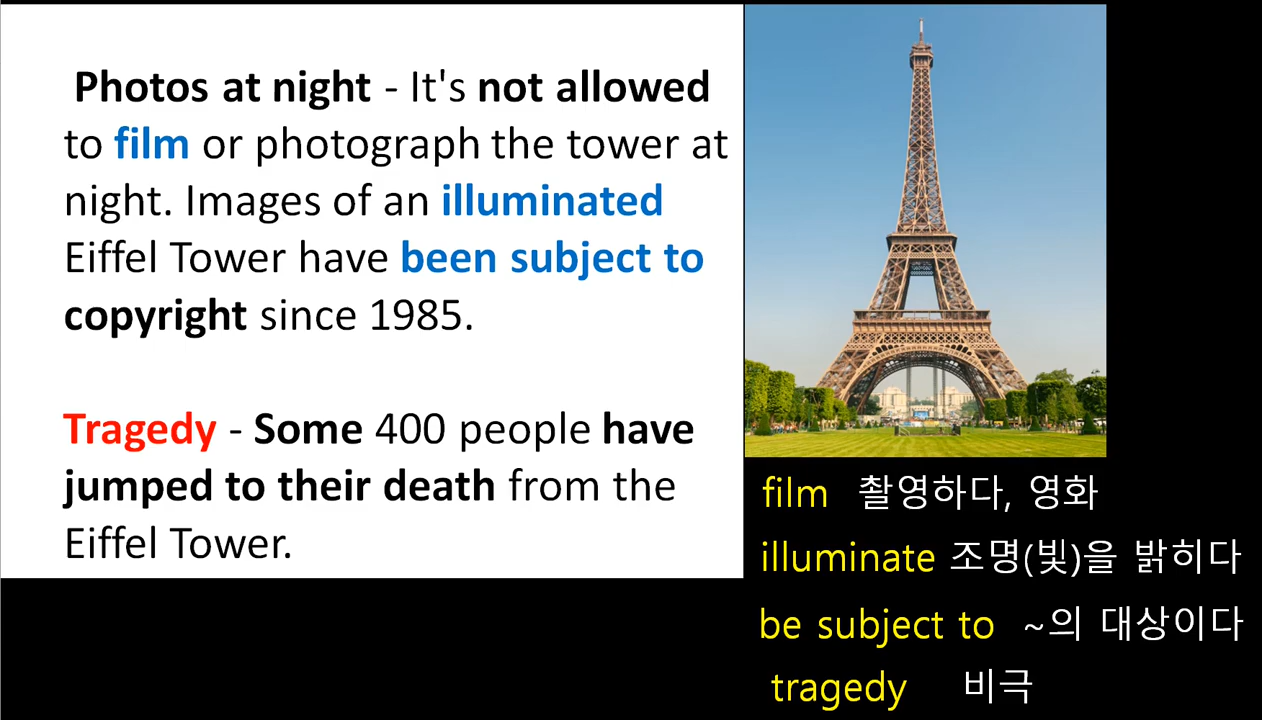 Photos at night - It's not allowed
to film or photograph the tower at
night. Images of an illuminated
Eiffel Tower have been subject to
copyright since 1985.
Tragedy - Some 400 people have
jumped to their death from the
Eiffel Tower.
film 촬영하다, 영화
illuminate 조명(빛)을 밝히다
be subject to ~의 대상이다
tragedy 비극